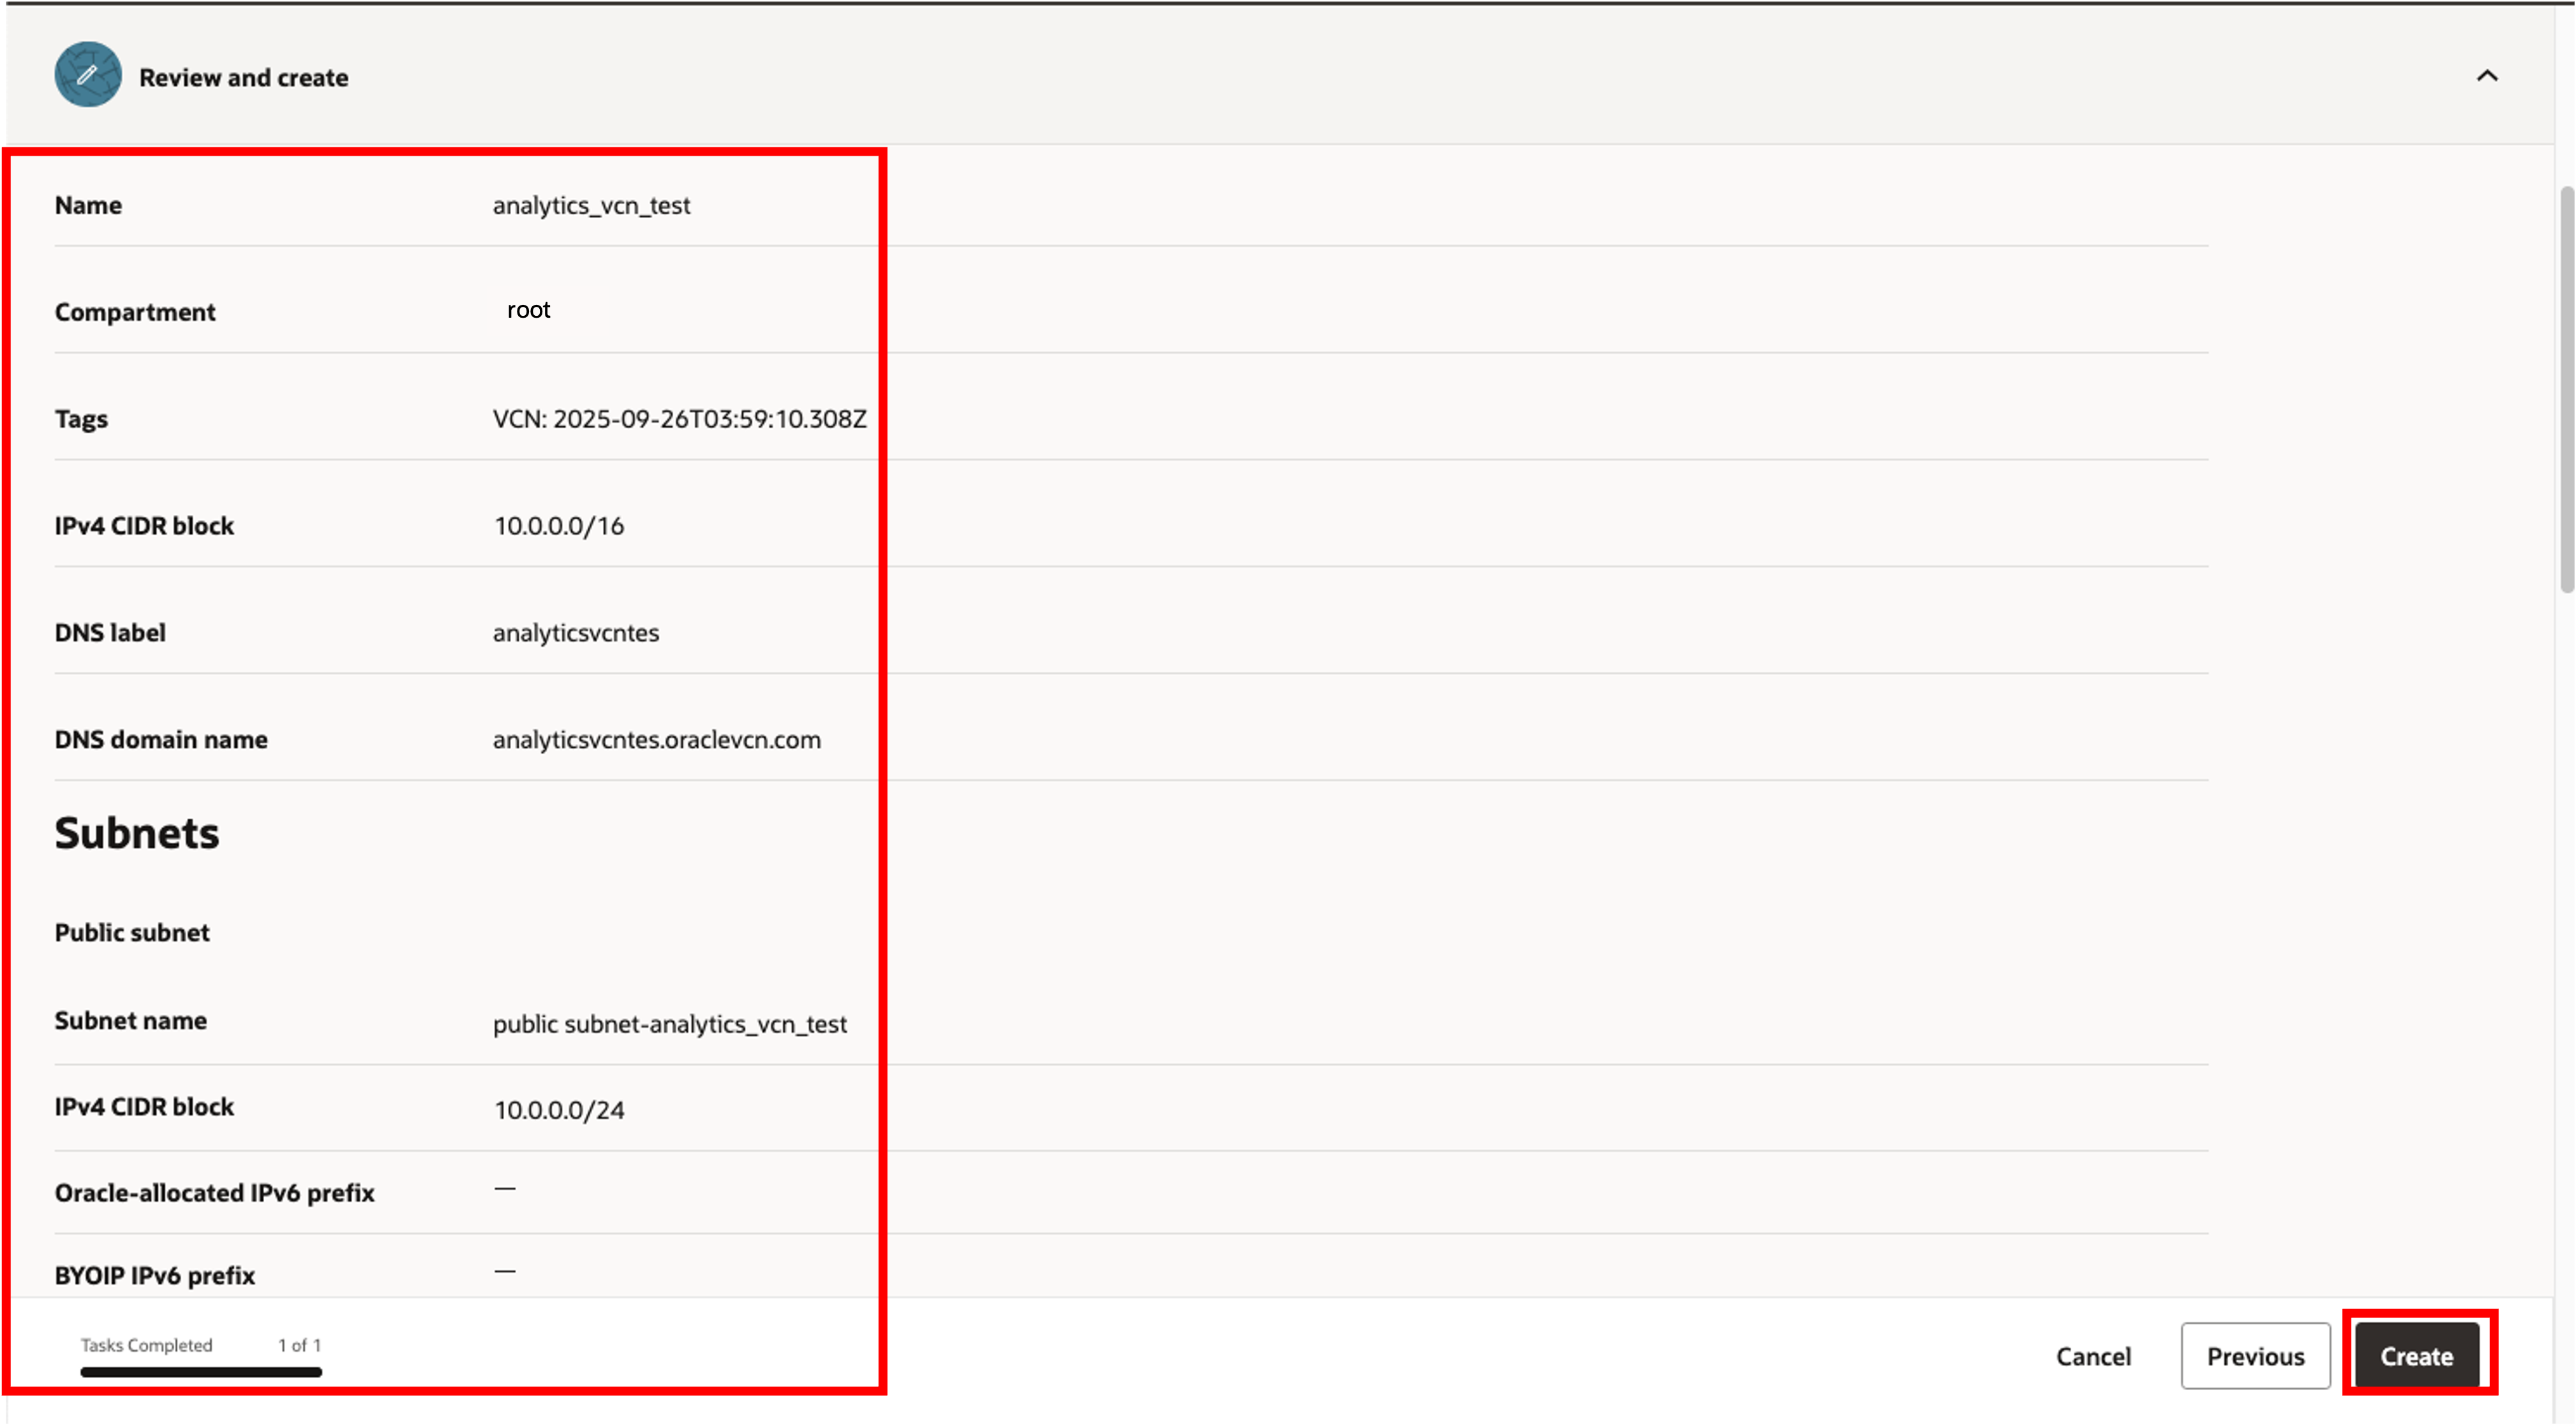 Review and create
Name analytics_vcn_test
Compartment root
Tags VCN: 2025-09-26T03:59:10.308Z
IPv4 CIDR block 10.0.0.0/16
DNS label analyticsvcntes
DNS domain name analyticsvcntes.oraclevcn.com
Subnets
Public subnet
Subnet name public subnet-analytics_vcn_test
IPv4 CIDR block 10.0.0.0/24
Oracle-allocated IPv6 prefix —
BYOIP IPv6 prefix —
Tasks Completed 1 of 1
Cancel Previous Create